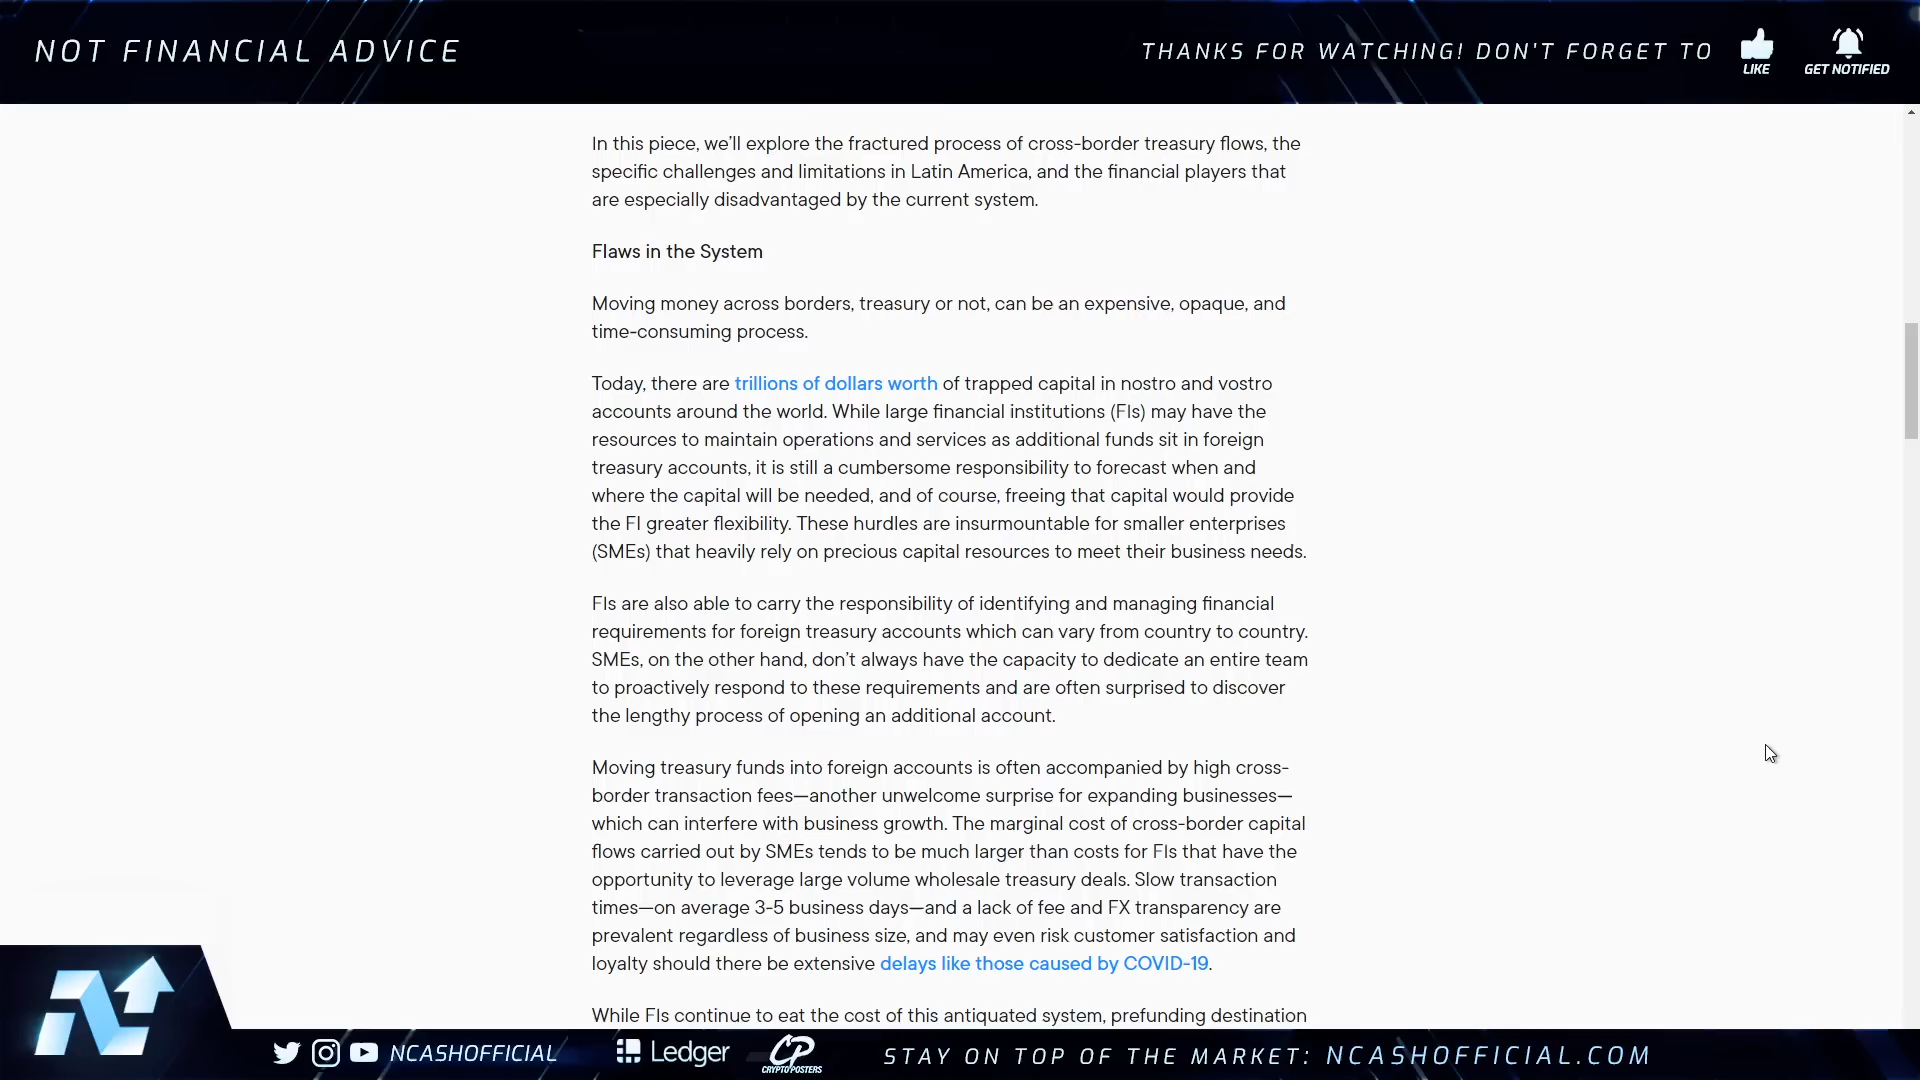 NOT FINANCIAL ADVICE
THANKS FOR WATCHING! DON'T FORGET TO
LIKE
GET NOTIFIED
In this piece, we’ll explore the fractured process of cross-border treasury flows, the
specific challenges and limitations in Latin America, and the financial players that
are especially disadvantaged by the current system.
Flaws in the System
Moving money across borders, treasury or not, can be an expensive, opaque, and
time-consuming process.
Today, there are trillions of dollars worth of trapped capital in nostro and vostro
accounts around the world. While large financial institutions (FIs) may have the
resources to maintain operations and services as additional funds sit in foreign
treasury accounts, it is still a cumbersome responsibility to forecast when and
where the capital will be needed, and of course, freeing that capital would provide
the FI greater flexibility. These hurdles are insurmountable for smaller enterprises
(SMEs) that heavily rely on precious capital resources to meet their business needs.
FIs are also able to carry the responsibility of identifying and managing financial
requirements for foreign treasury accounts which can vary from country to country.
SMEs, on the other hand, don’t always have the capacity to dedicate an entire team
to proactively respond to these requirements and are often surprised to discover
the lengthy process of opening an additional account.
Moving treasury funds into foreign accounts is often accompanied by high cross-
border transaction fees—another unwelcome surprise for expanding businesses—
which can interfere with business growth. The marginal cost of cross-border capital
flows carried out by SMEs tends to be much larger than costs for FIs that have the
opportunity to leverage large volume wholesale treasury deals. Slow transaction
times—on average 3-5 business days—and a lack of fee and FX transparency are
prevalent regardless of business size, and may even risk customer satisfaction and
loyalty should there be extensive delays like those caused by COVID-19.
While FIs continue to eat the cost of this antiquated system, prefunding destination
NCASHOFFICIAL
Ledger
CP
CRYPTOPOSTERS
STAY ON TOP OF THE MARKET: NCASHOFFICIAL.COM